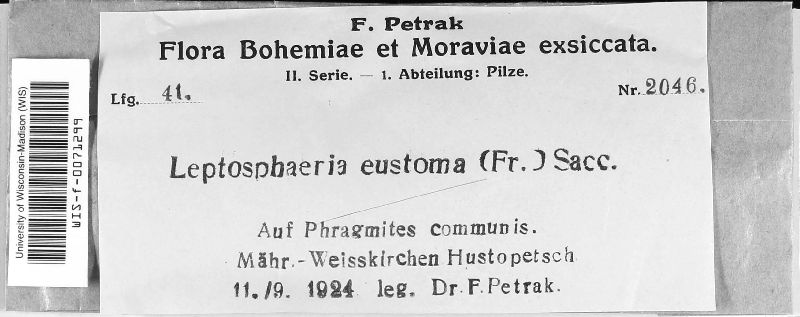 F. Petrak
Flora Bohemiae et Moraviae exsiccata.
II. Serie. — 1. Abteilung: Pilze.
Lfg. 41.
Nr. 2046.
Leptosphaeria eustoma (Fr.) Sacc.
Auf Phragmites communis.
Mähr.-Weisskirchen Hustopetsch
11./9. 1924 leg. Dr. F. Petrak.
University of Wisconsin-Madison (WIS)
WIS-f-0071299